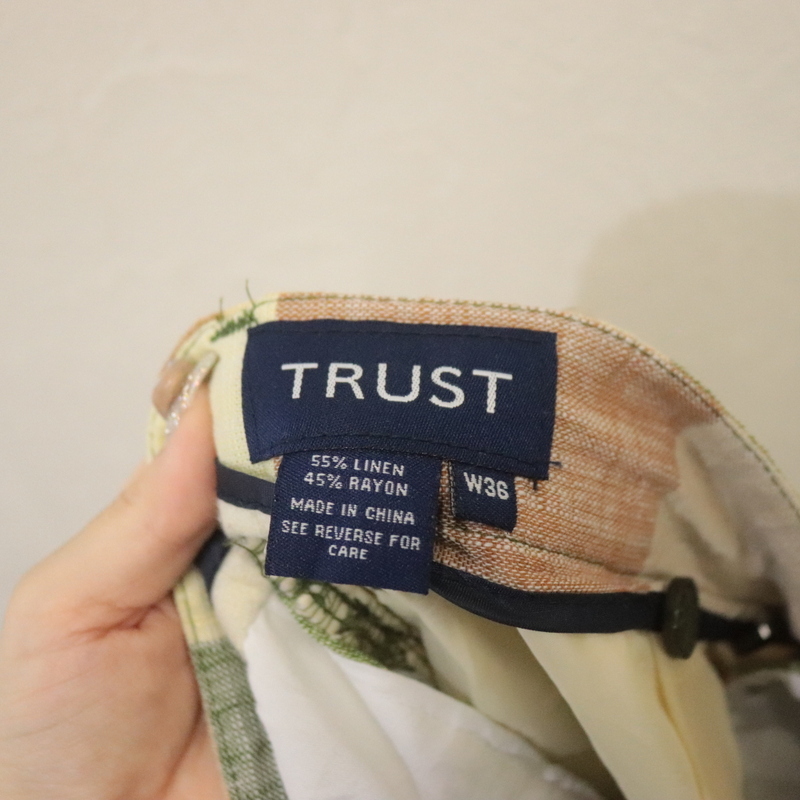 TRUST
55% LINEN
45% RAYON
MADE IN CHINA
SEE REVERSE FOR
CARE
W36